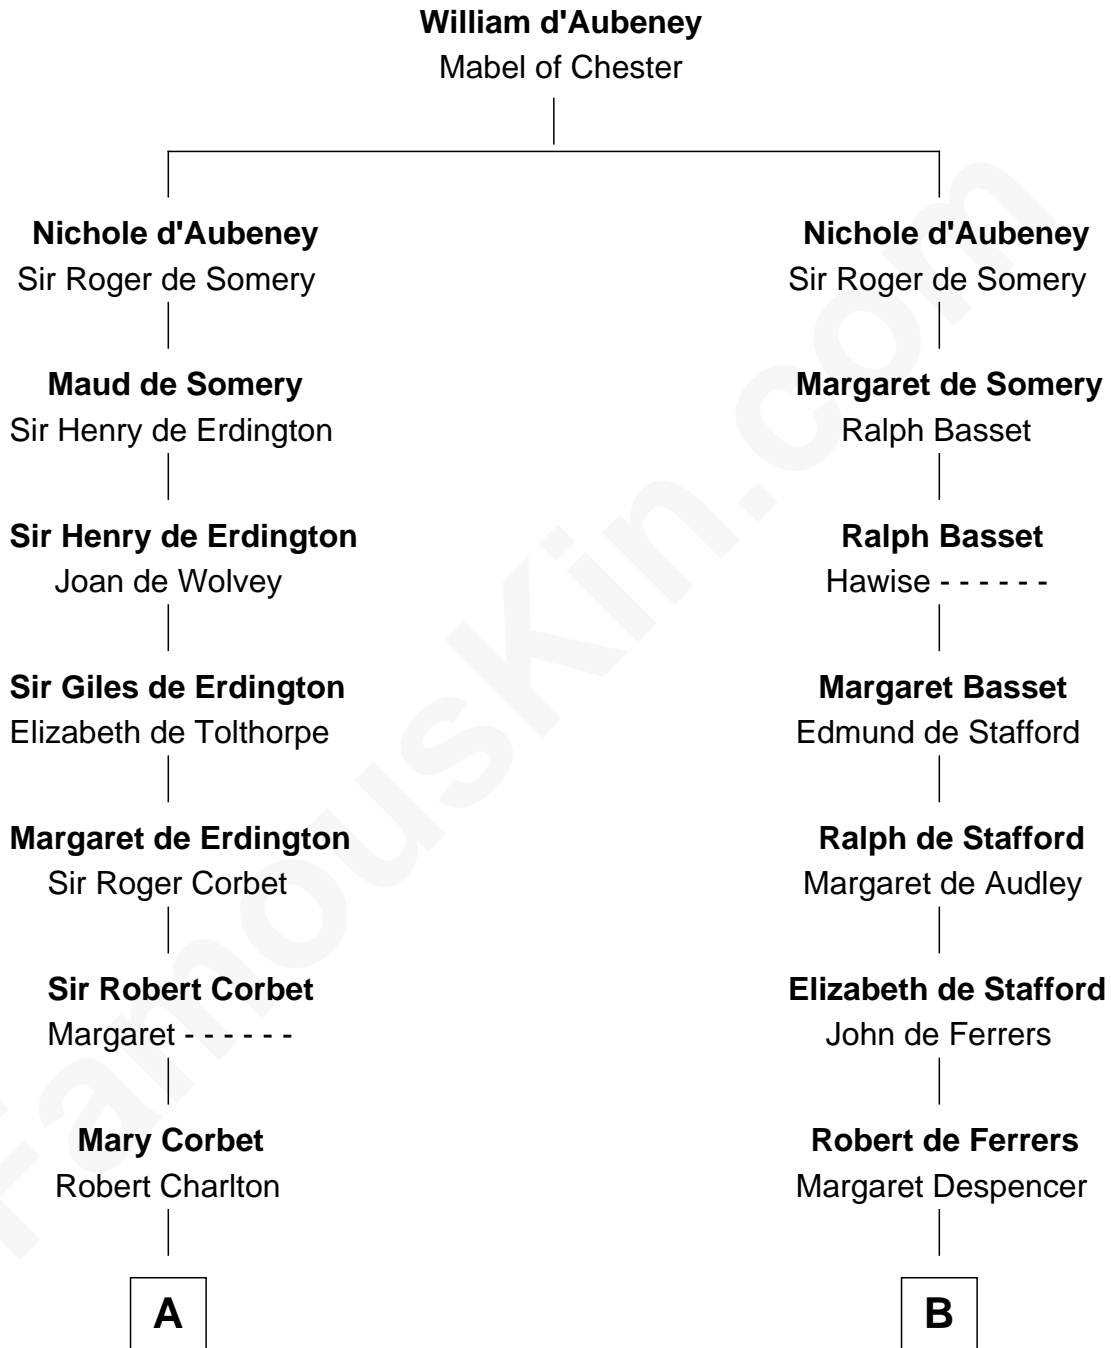 William d'Aubeney
Mabel of Chester
Nichole d'Aubeney
Sir Roger de Somery
Maud de Somery
Sir Henry de Erdington
Sir Henry de Erdington
Joan de Wolvey
Sir Giles de Erdington
Elizabeth de Tolthorpe
Margaret de Erdington
Sir Roger Corbet
Sir Robert Corbet
Margaret - - - - - -
Mary Corbet
Robert Charlton
A
Nichole d'Aubeney
Sir Roger de Somery
Margaret de Somery
Ralph Basset
Ralph Basset
Hawise - - - - - -
Margaret Basset
Edmund de Stafford
Ralph de Stafford
Margaret de Audley
Elizabeth de Stafford
John de Ferrers
Robert de Ferrers
Margaret Despencer
B
FamousKin.com